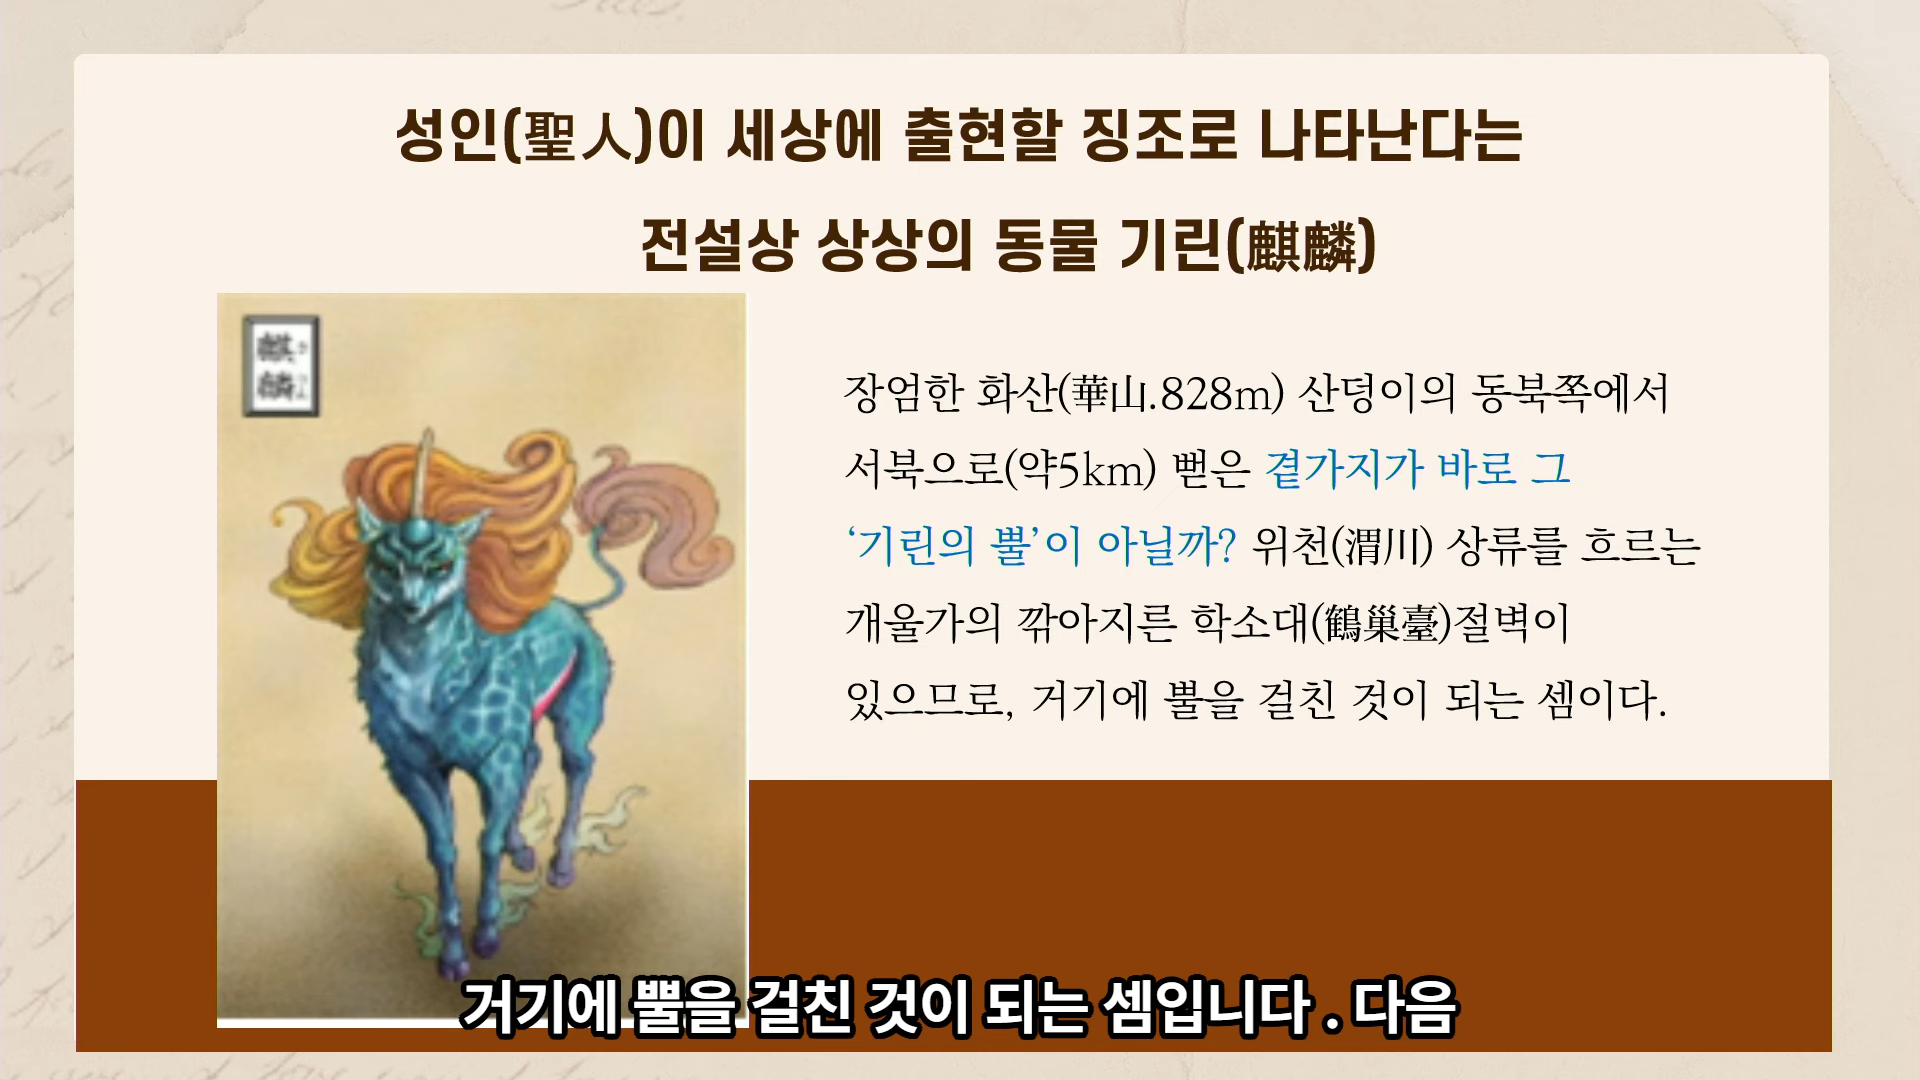 성인(聖人)이 세상에 출현할 징조로 나타난다는
전설상 상상의 동물 기린(麒麟)
麒
麟
장엄한 화산(華山.828m) 산덩이의 동북쪽에서
서북으로(약5km) 뻗은 곁가지가 바로 그
‘기린의 뿔’이 아닐까? 위천(渭川) 상류를 흐르는
개울가의 깎아지른 학소대(鶴巢臺)절벽이
있으므로, 거기에 뿔을 걸친 것이 되는 셈이다.
거기에 뿔을 걸친 것이 되는 셈입니다 . 다음